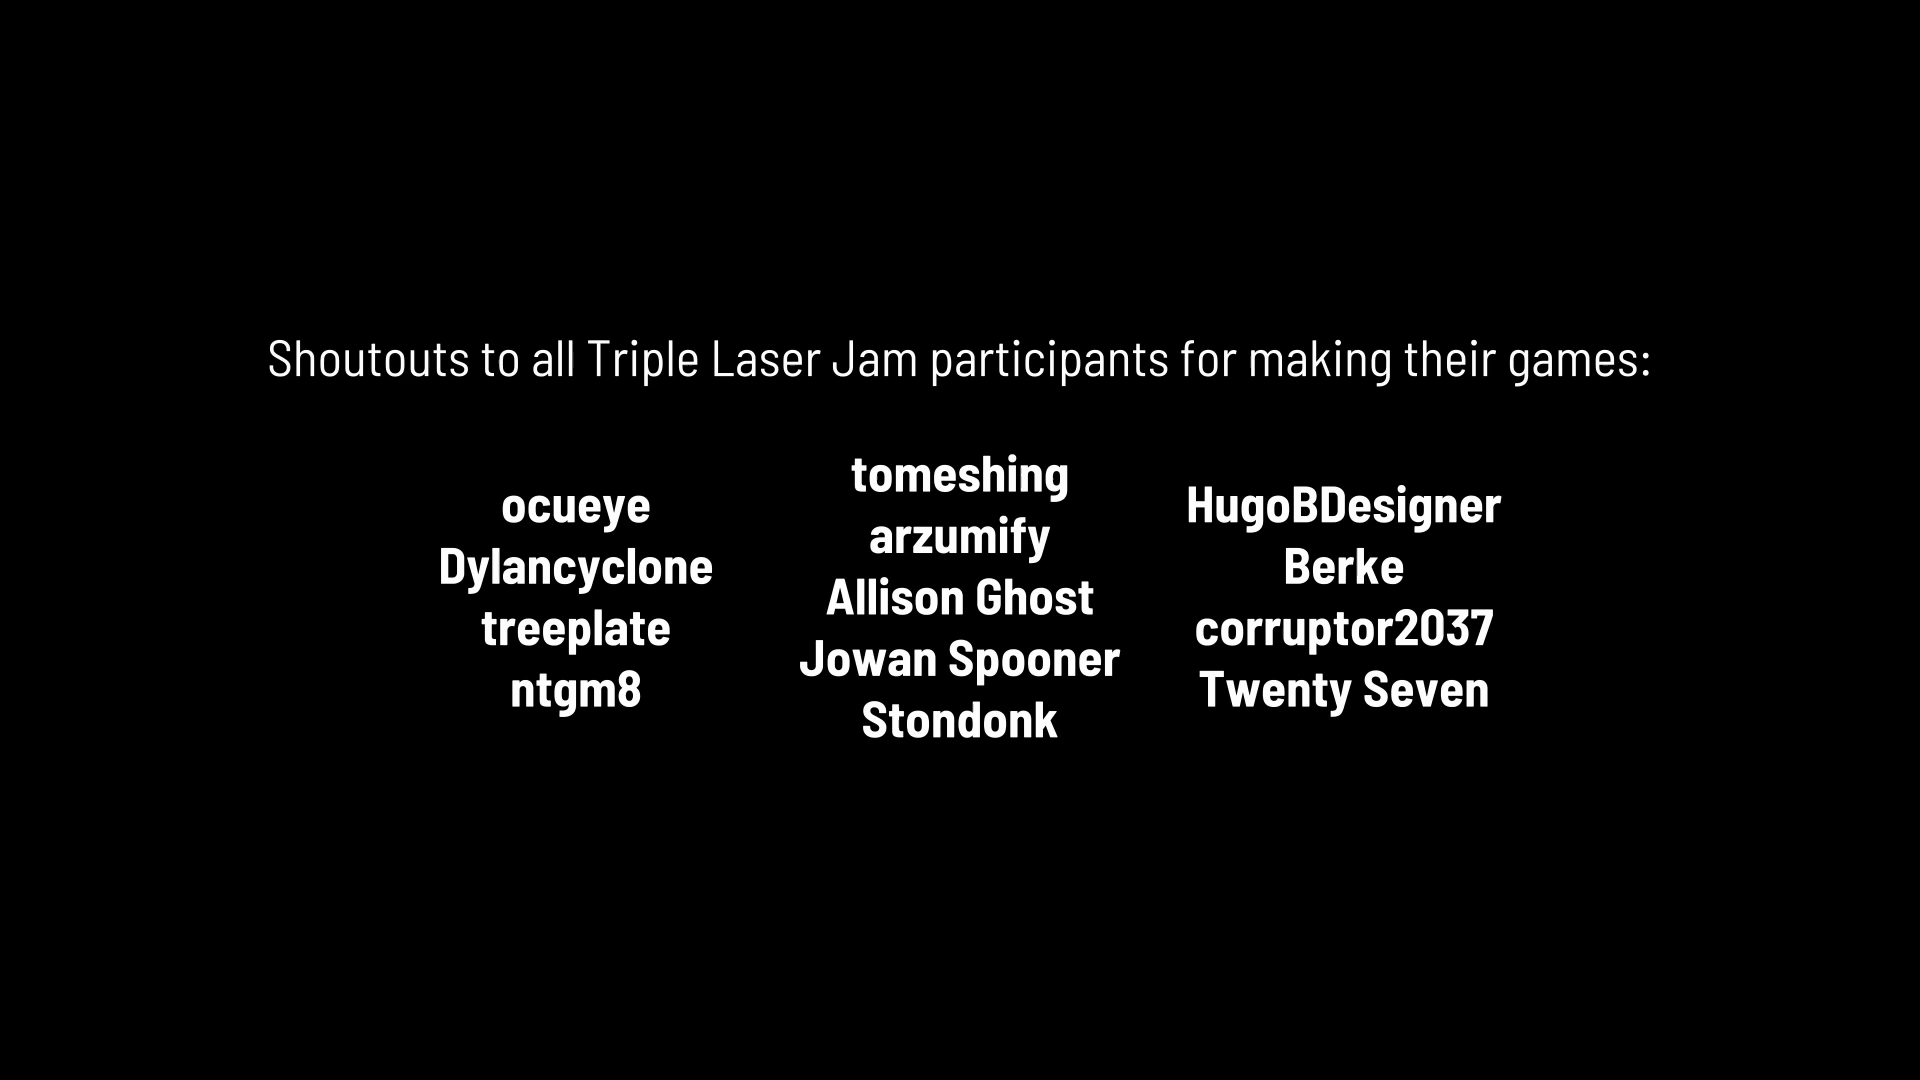 Shoutouts to all Triple Laser Jam participants for making their games:
ocueye
Dylancyclone
treeplate
ntgm8
tomeshing
arzumify
Allison Ghost
Jowan Spooner
Stondonk
HugoBDesigner
Berke
corruptor2037
Twenty Seven